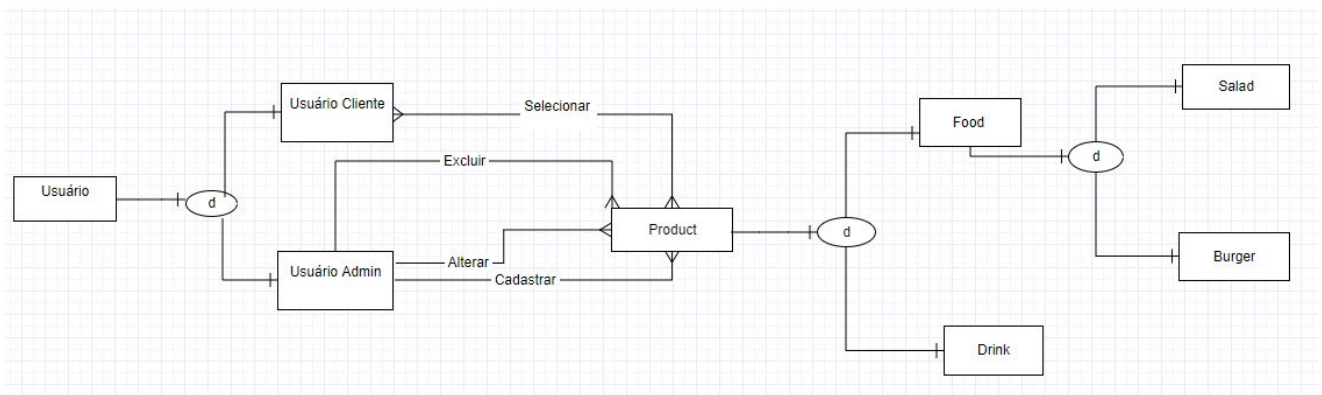 Usuário
d
Usuário Cliente
Usuário Admin
Selecionar
Excluir
Alterar
Cadastrar
Product
d
Food
Drink
d
Salad
Burger